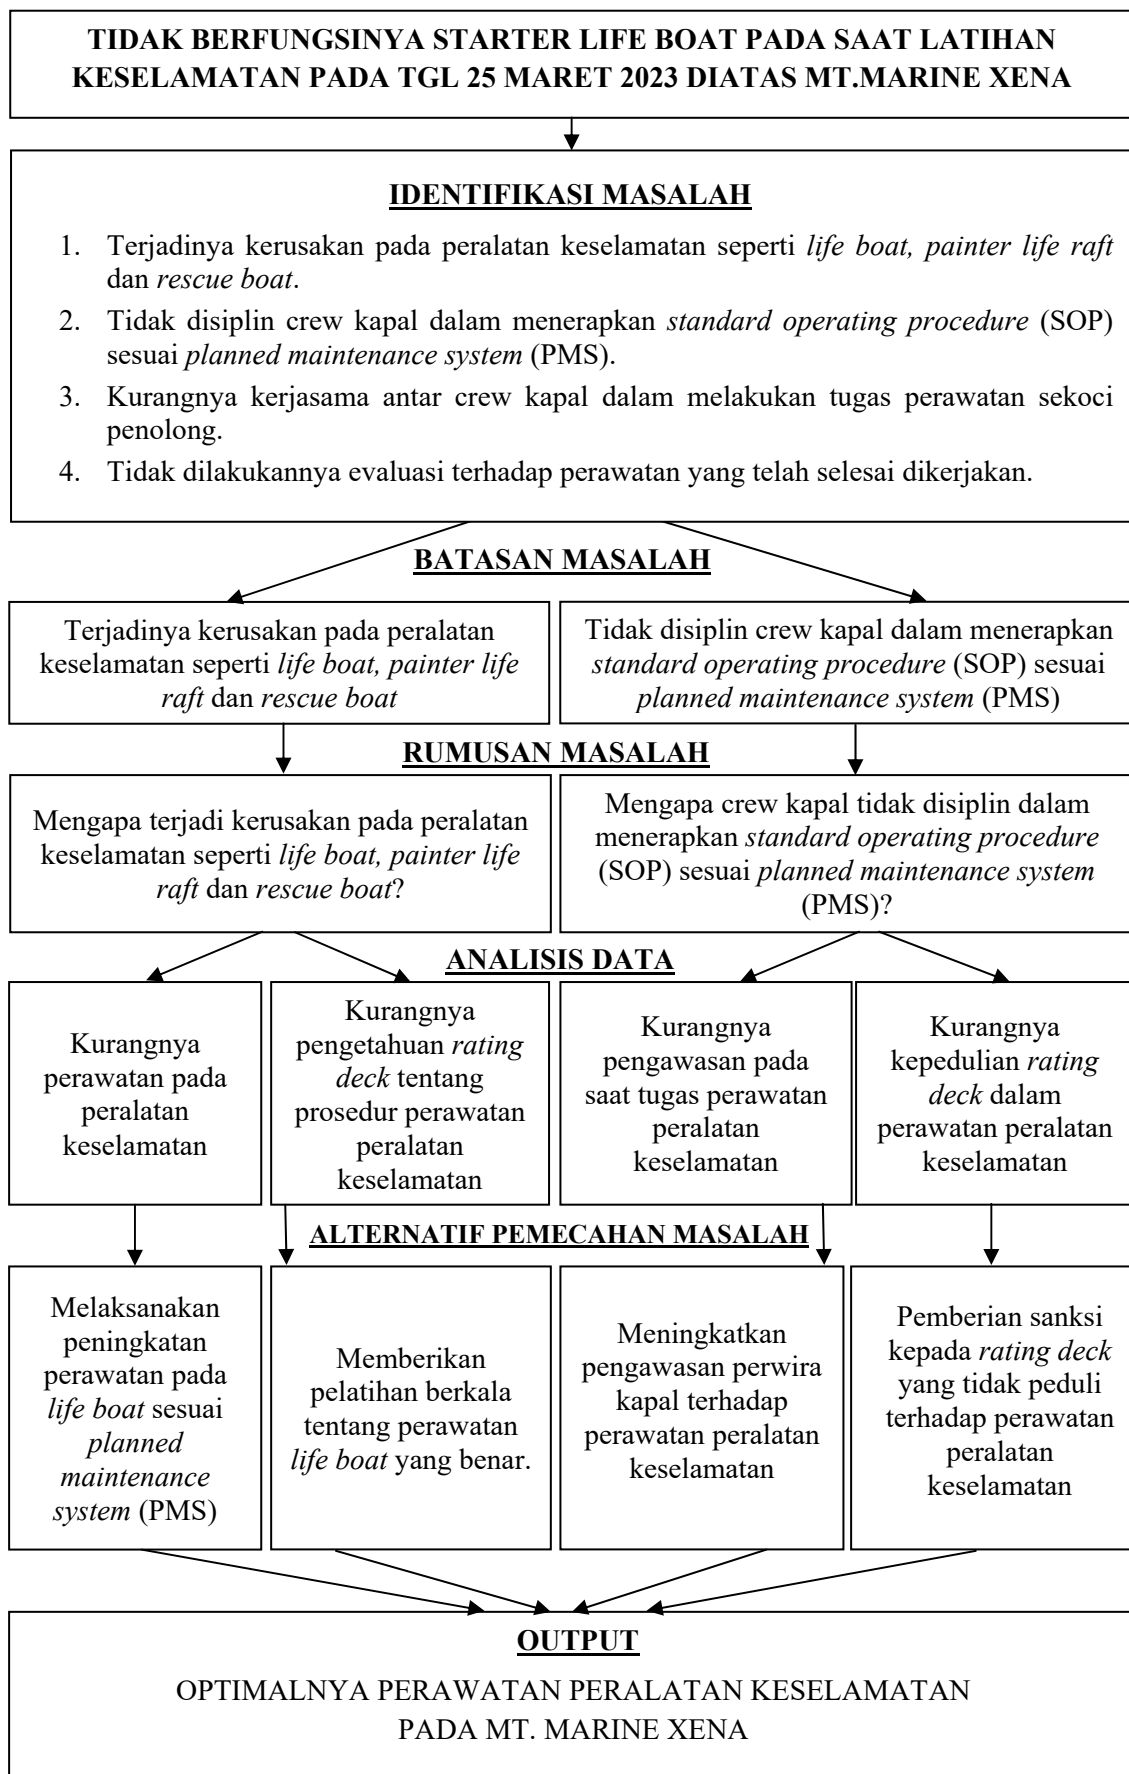 TIDAK BERFUNGSINYA STARTER LIFE BOAT PADA SAAT LATIHAN
KESELAMATAN PADA TGL 25 MARET 2023 DIATAS MT.MARINE XENA
IDENTIFIKASI MASALAH
1. Terjadinya kerusakan pada peralatan keselamatan seperti life boat, painter life raft
dan rescue boat.
2. Tidak disiplin crew kapal dalam menerapkan standard operating procedure (SOP)
sesuai planned maintenance system (PMS).
3. Kurangnya kerjasama antar crew kapal dalam melakukan tugas perawatan sekoci
penolong.
4. Tidak dilakukannya evaluasi terhadap perawatan yang telah selesai dikerjakan.
BATASAN MASALAH
Terjadinya kerusakan pada peralatan
keselamatan seperti life boat, painter life
raft dan rescue boat
Tidak disiplin crew kapal dalam menerapkan
standard operating procedure (SOP) sesuai
planned maintenance system (PMS)
RUMUSAN MASALAH
Mengapa terjadi kerusakan pada peralatan
keselamatan seperti life boat, painter life
raft dan rescue boat?
Mengapa crew kapal tidak disiplin dalam
menerapkan standard operating procedure
(SOP) sesuai planned maintenance system
(PMS)?
ANALISIS DATA
Kurangnya
perawatan pada
peralatan
keselamatan
Kurangnya
pengetahuan rating
deck tentang
prosedur perawatan
peralatan
keselamatan
Kurangnya
pengawasan pada
saat tugas perawatan
peralatan
keselamatan
Kurangnya
kepedulian rating
deck dalam
perawatan peralatan
keselamatan
ALTERNATIF PEMECAHAN MASALAH
Melaksanakan
peningkatan
perawatan pada
life boat sesuai
planned
maintenance
system (PMS)
Memberikan
pelatihan berkala
tentang perawatan
life boat yang benar.
Meningkatkan
pengawasan perwira
kapal terhadap
perawatan peralatan
keselamatan
Pemberian sanksi
kepada rating deck
yang tidak peduli
terhadap perawatan
peralatan
keselamatan
OUTPUT
OPTIMALNYA PERAWATAN PERALATAN KESELAMATAN
PADA MT. MARINE XENA